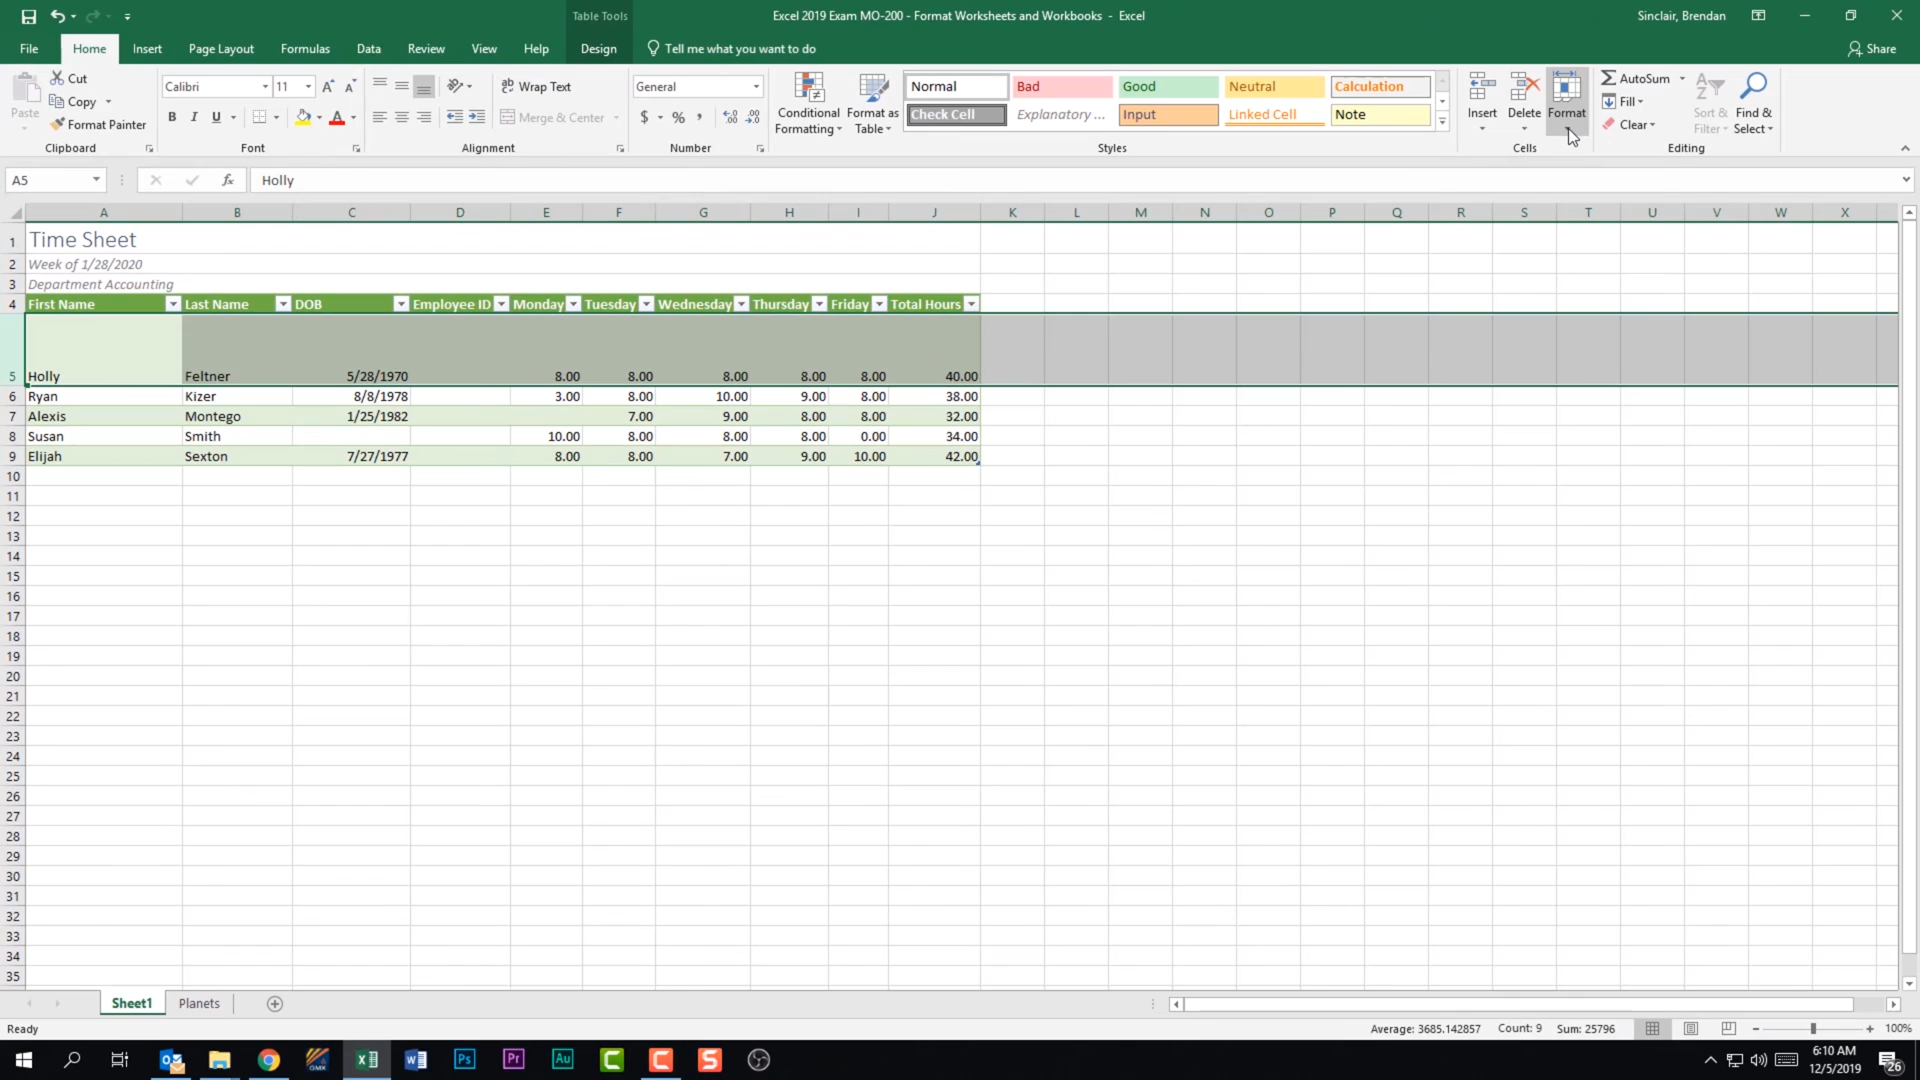 Table Tools
Excel 2019 Exam MO-200 - Format Worksheets and Workbooks - Excel
Sinclair, Brendan
File Home Insert Page Layout Formulas Data Review View Help Design Tell me what you want to do Share
Paste
Cut
Copy
Format Painter
Clipboard
Calibri 11
B I U
Font
Wrap Text
Merge & Center
Alignment
General
$ % ,
Number
Conditional Formatting
Format as Table
Normal Bad Good Neutral Calculation
Check Cell Explanatory ... Input Linked Cell Note
Styles
Insert Delete Format
Cells
AutoSum
Fill
Clear
Sort & Filter
Find & Select
Editing
A5 fx Holly
A B C D E F G H I J K L M N O P Q R S T U V W X
1 Time Sheet
2 Week of 1/28/2020
3 Department Accounting
4 First Name Last Name DOB Employee ID Monday Tuesday Wednesday Thursday Friday Total Hours
5 Holly Feltner 5/28/1970 8.00 8.00 8.00 8.00 8.00 40.00
6 Ryan Kizer 8/8/1978 3.00 8.00 10.00 9.00 8.00 38.00
7 Alexis Montego 1/25/1982 7.00 9.00 8.00 8.00 32.00
8 Susan Smith 10.00 8.00 8.00 8.00 0.00 34.00
9 Elijah Sexton 7/27/1977 8.00 8.00 7.00 9.00 10.00 42.00
10
11
12
13
14
15
16
17
18
19
20
21
22
23
24
25
26
27
28
29
30
31
32
33
34
35
Sheet1 Planets
Ready Average: 3685.142857 Count: 9 Sum: 25796 100%
GMX Ps Pr Au
6:10 AM
12/5/2019
26